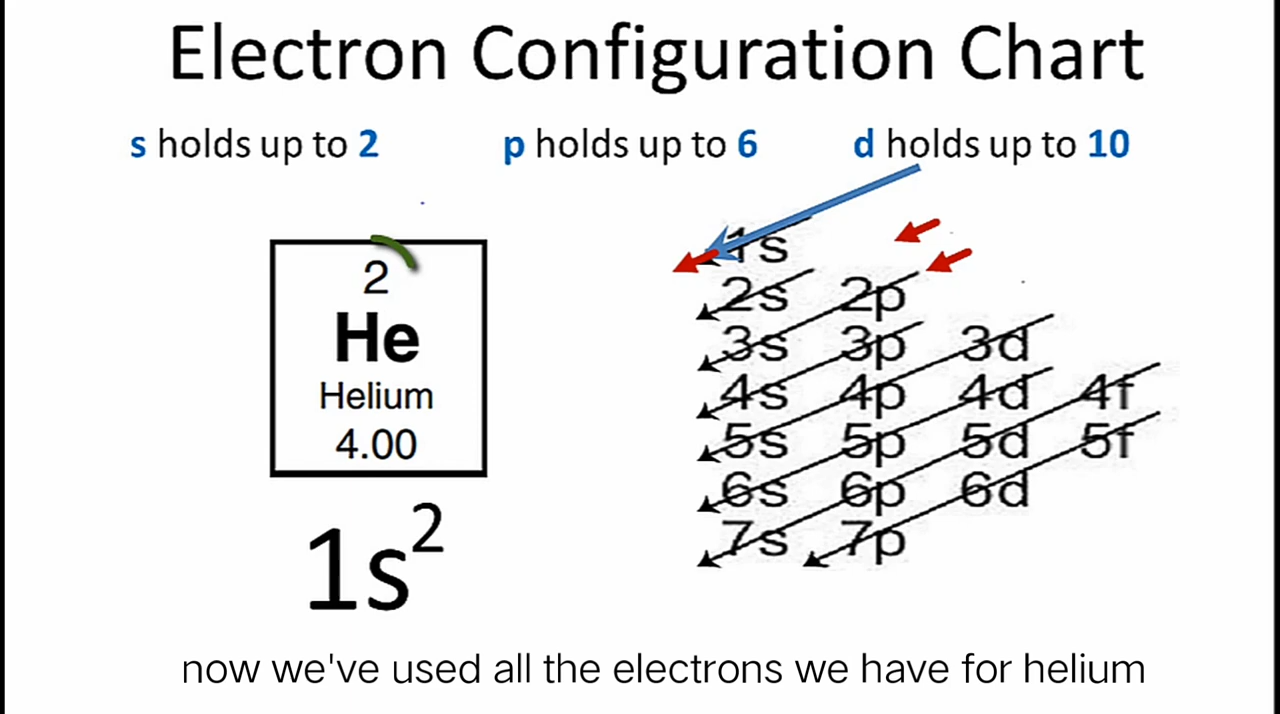 Electron Configuration Chart
s holds up to 2 p holds up to 6 d holds up to 10
2
He
Helium
4.00
1s²
1s
2s 2p
3s 3p 3d
4s 4p 4d 4f
5s 5p 5d 5f
6s 6p 6d
7s 7p
now we've used all the electrons we have for helium